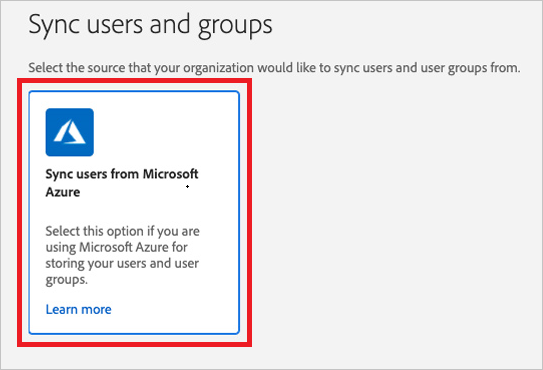 Sync users and groups
Select the source that your organization would like to sync users and user groups from.
Sync users from Microsoft
Azure
Select this option if you are
using Microsoft Azure for
storing your users and user
groups.
Learn more